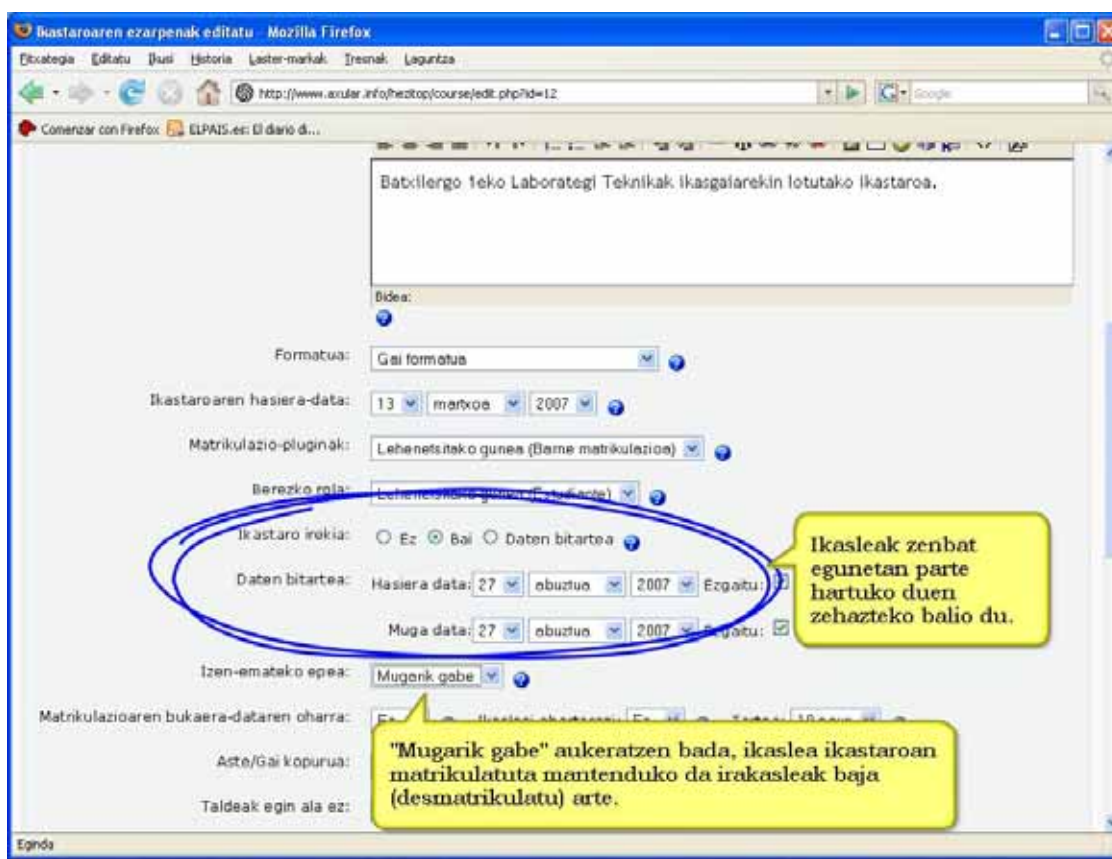 Ikastaroaren ezarpenak editatu - Mozilla Firefox
Fitxategia Editatu Ikusi Historia Laster-markak Tresnak Laguntza
http://www.axular.info/hezitop/course/edit.php?id=12
Google
Comenzar con Firefox ELPAIS.es: El diario di...
Batxilergo 1eko Laborategi Teknikak ikasgaiarekin lotutako ikastaroa.
Bidea:
Formatua: Gai formatua
Ikastaroaren hasiera-data: 13 martxoa 2007
Matrikulazio-pluginak: Lehenetsitako gunea (Barne matrikulazioa)
Berezko rola: Lehenetsitako gunea (Estudiante)
Ikastaro irekia: Ez Bai Daten bitartea
Daten bitartea: Hasiera data: 27 abuztua 2007 Ezgaitu:
Muga data: 27 abuztua 2007 Ezgaitu:
Ikasleak zenbat
egunetan parte
hartuko duen
zehazteko balio du.
Izen-emateko epea: Mugarik gabe
Matrikulazioaren bukaera-dataren oharra:
Aste/Gai kopurua:
Taldeak egin ala ez:
"Mugarik gabe" aukeratzen bada, ikaslea ikastaroan
matrikulatuta mantenduko da irakasleak baja
(desmatrikulatu) arte.
Eginda